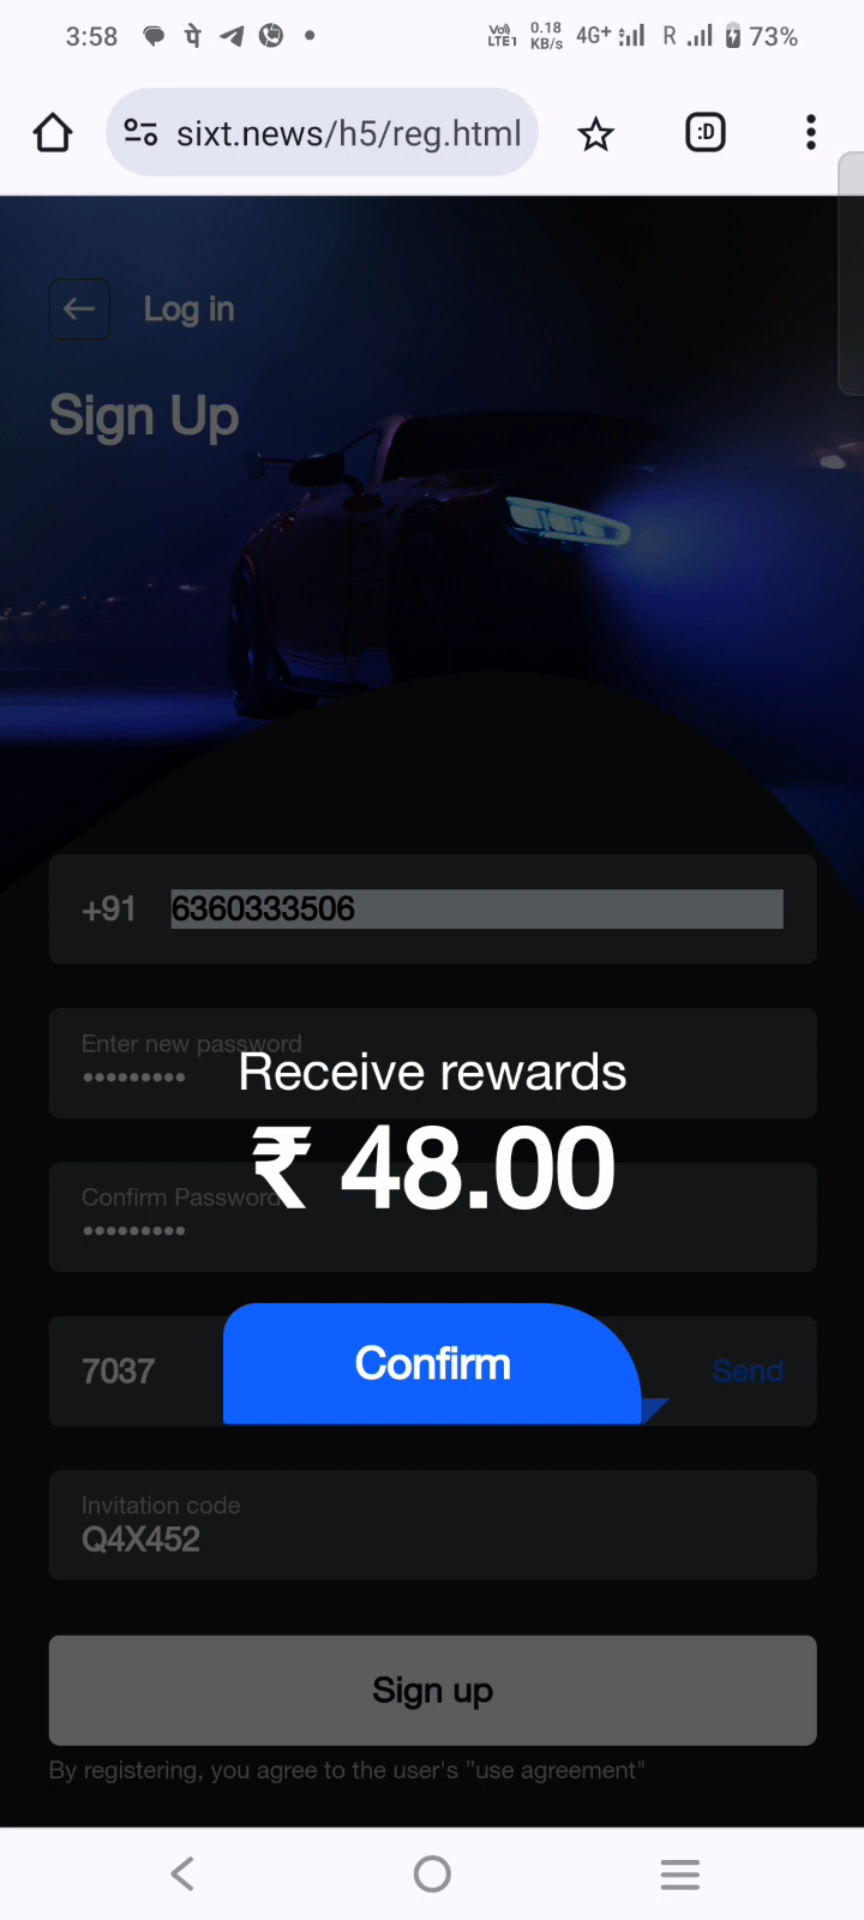 3:58 पे VoD LTE1 0.18 KB/s 4G+ R 73%
sixt.news/h5/reg.html :D
Log in
Sign Up
+91 6360333506
Enter new password
•••••••••
Receive rewards
₹ 48.00
Confirm Password
•••••••••
7037 Confirm Send
Invitation code
Q4X452
Sign up
By registering, you agree to the user's "use agreement"